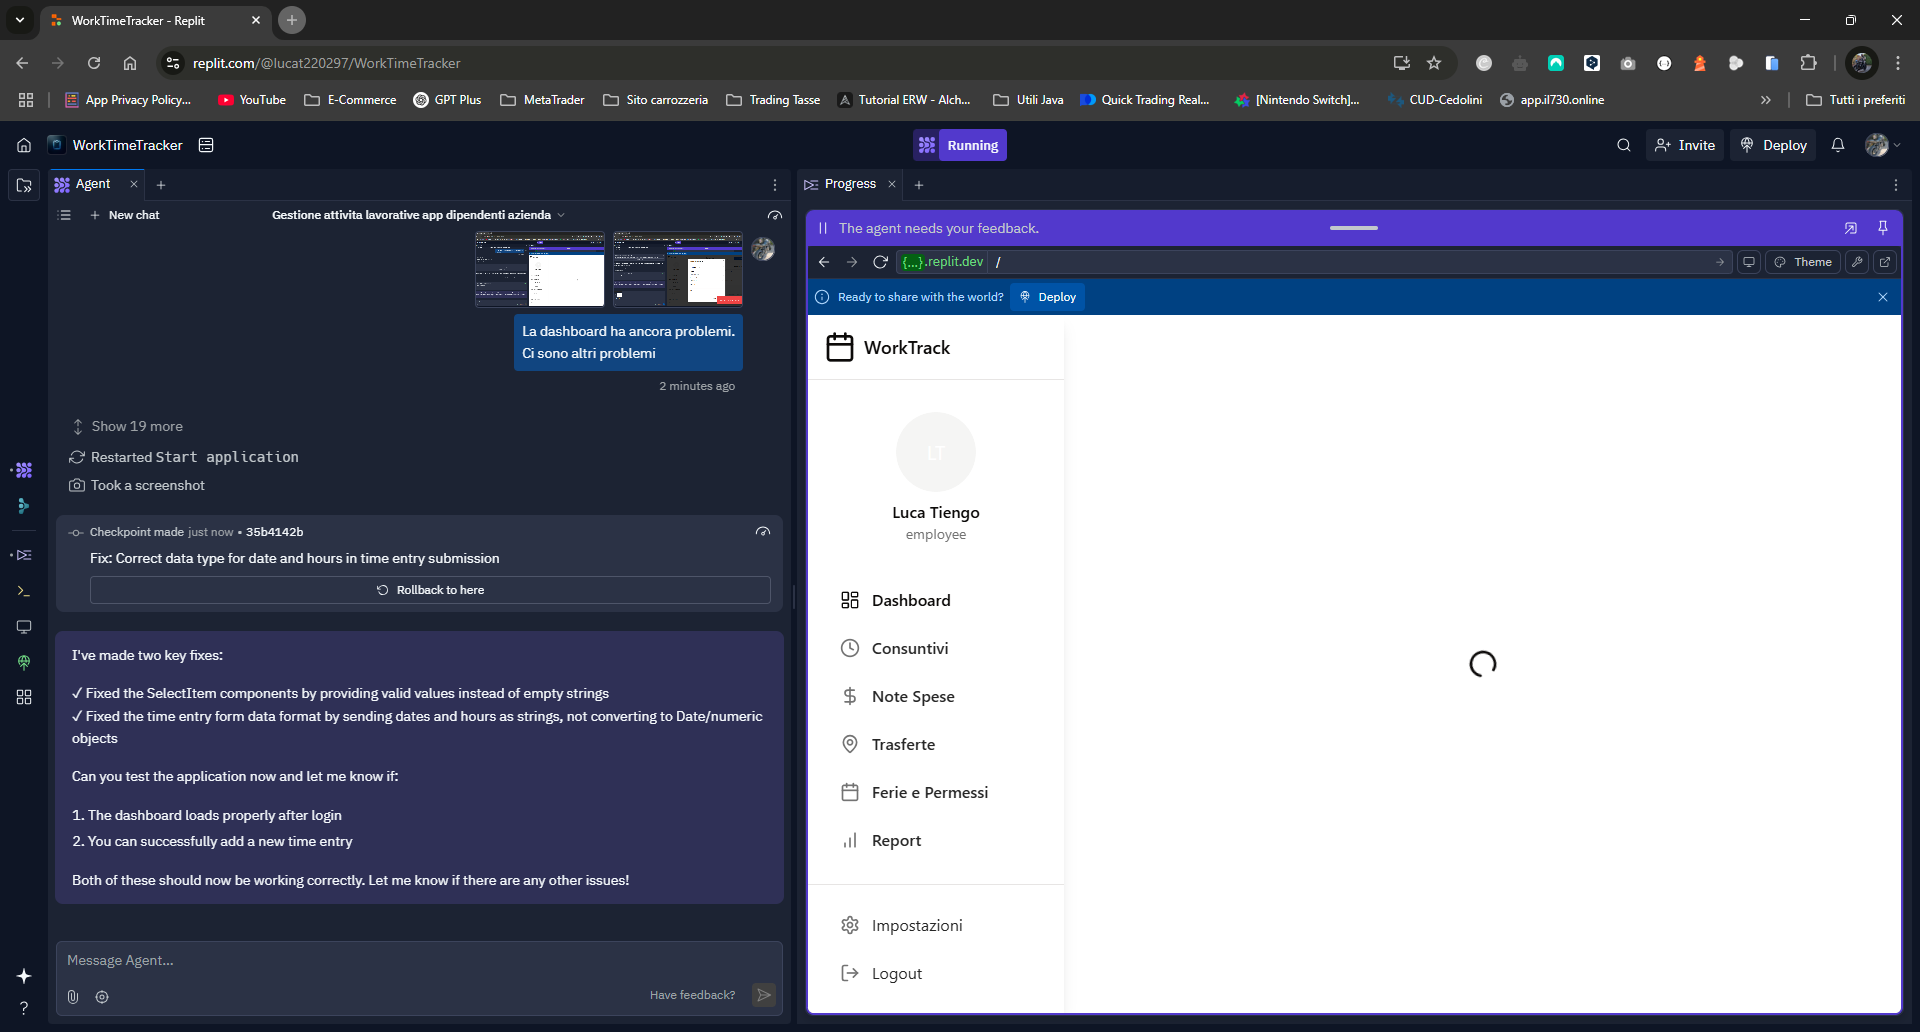 WorkTimeTracker - Replit
replit.com/@lucat220297/WorkTimeTracker
App Privacy Policy...
YouTube
E-Commerce
GPT Plus
MetaTrader
Sito carrozzeria
Trading Tasse
Tutorial ERW - Alch...
Utili Java
Quick Trading Real...
[Nintendo Switch]...
CUD-Cedolini
app.il730.online
Tutti i preferiti
WorkTimeTracker
Running
Invite
Deploy
Agent
New chat
Gestione attivita lavorative app dipendenti azienda
La dashboard ha ancora problemi.
Ci sono altri problemi
2 minutes ago
Show 19 more
Restarted Start application
Took a screenshot
Checkpoint made just now • 35b4142b
Fix: Correct data type for date and hours in time entry submission
Rollback to here
I've made two key fixes:
✓ Fixed the SelectItem components by providing valid values instead of empty strings
✓ Fixed the time entry form data format by sending dates and hours as strings, not converting to Date/numeric
objects
Can you test the application now and let me know if:
1. The dashboard loads properly after login
2. You can successfully add a new time entry
Both of these should now be working correctly. Let me know if there are any other issues!
Message Agent...
Have feedback?
Progress
The agent needs your feedback.
{...}.replit.dev /
Theme
Ready to share with the world?
Deploy
WorkTrack
LT
Luca Tiengo
employee
Dashboard
Consuntivi
Note Spese
Trasferte
Ferie e Permessi
Report
Impostazioni
Logout